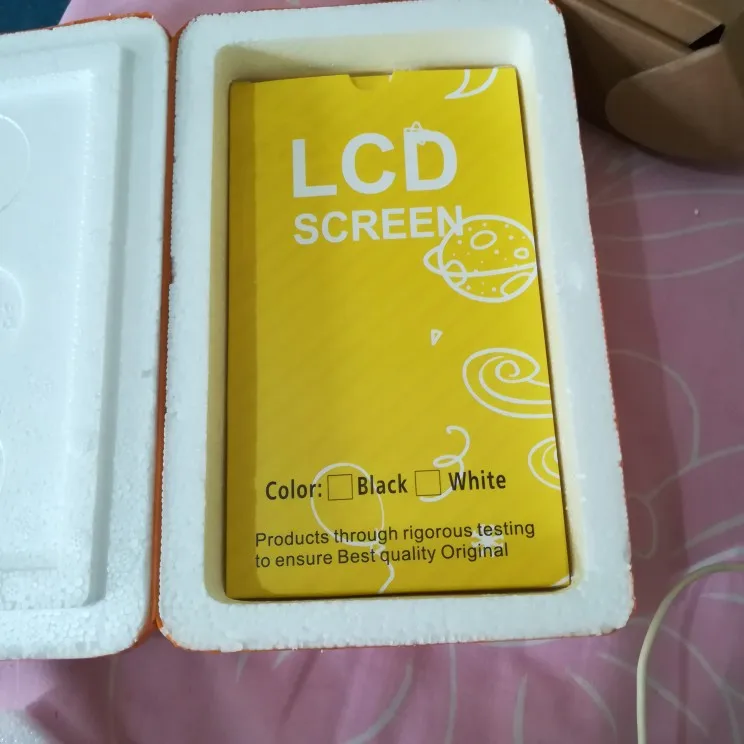 LCD
SCREEN
Color: Black White
Products through rigorous testing
to ensure Best quality Original